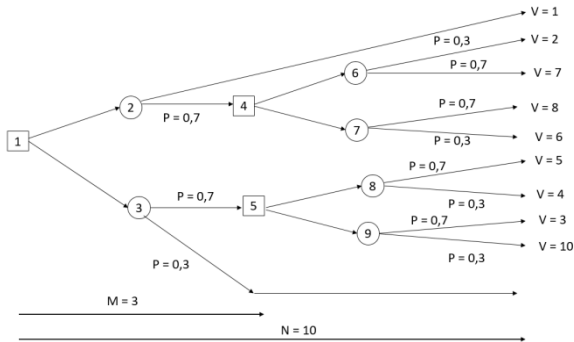 V = 1
P = 0,3
V = 2
6
P = 0,7
V = 7
2
4
P = 0,7
P = 0,7
V = 8
7
P = 0,3
V = 6
1
P = 0,7
V = 5
8
P = 0,7
P = 0,3
V = 4
3
5
P = 0,7
V = 3
9
P = 0,3
V = 10
P = 0,3
M = 3
N = 10